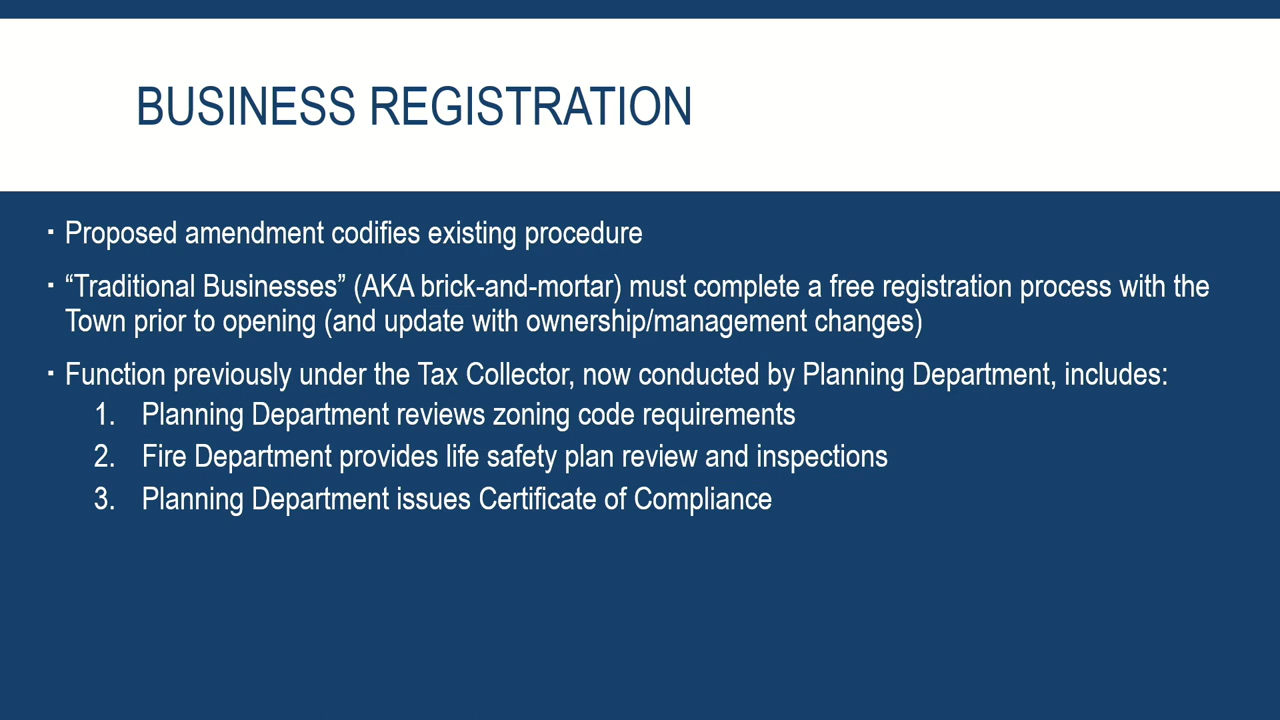 BUSINESS REGISTRATION
▪ Proposed amendment codifies existing procedure
▪ “Traditional Businesses” (AKA brick-and-mortar) must complete a free registration process with the
Town prior to opening (and update with ownership/management changes)
▪ Function previously under the Tax Collector, now conducted by Planning Department, includes:
1. Planning Department reviews zoning code requirements
2. Fire Department provides life safety plan review and inspections
3. Planning Department issues Certificate of Compliance